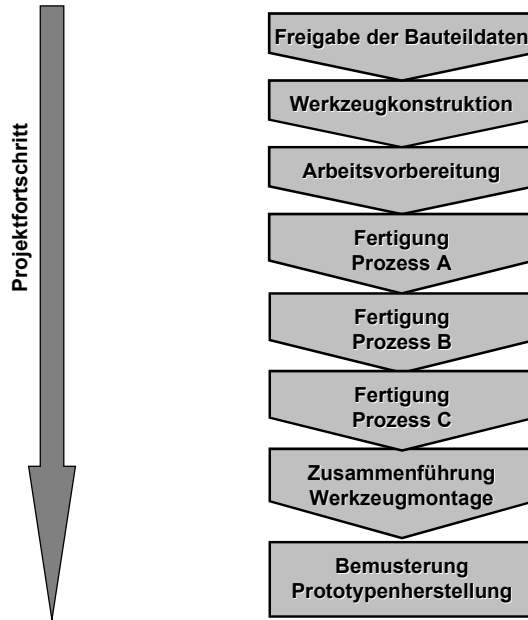 Projektfortschritt
Freigabe der Bauteildaten
Werkzeugkonstruktion
Arbeitsvorbereitung
Fertigung
Prozess A
Fertigung
Prozess B
Fertigung
Prozess C
Zusammenführung
Werkzeugmontage
Bemusterung
Prototypenherstellung